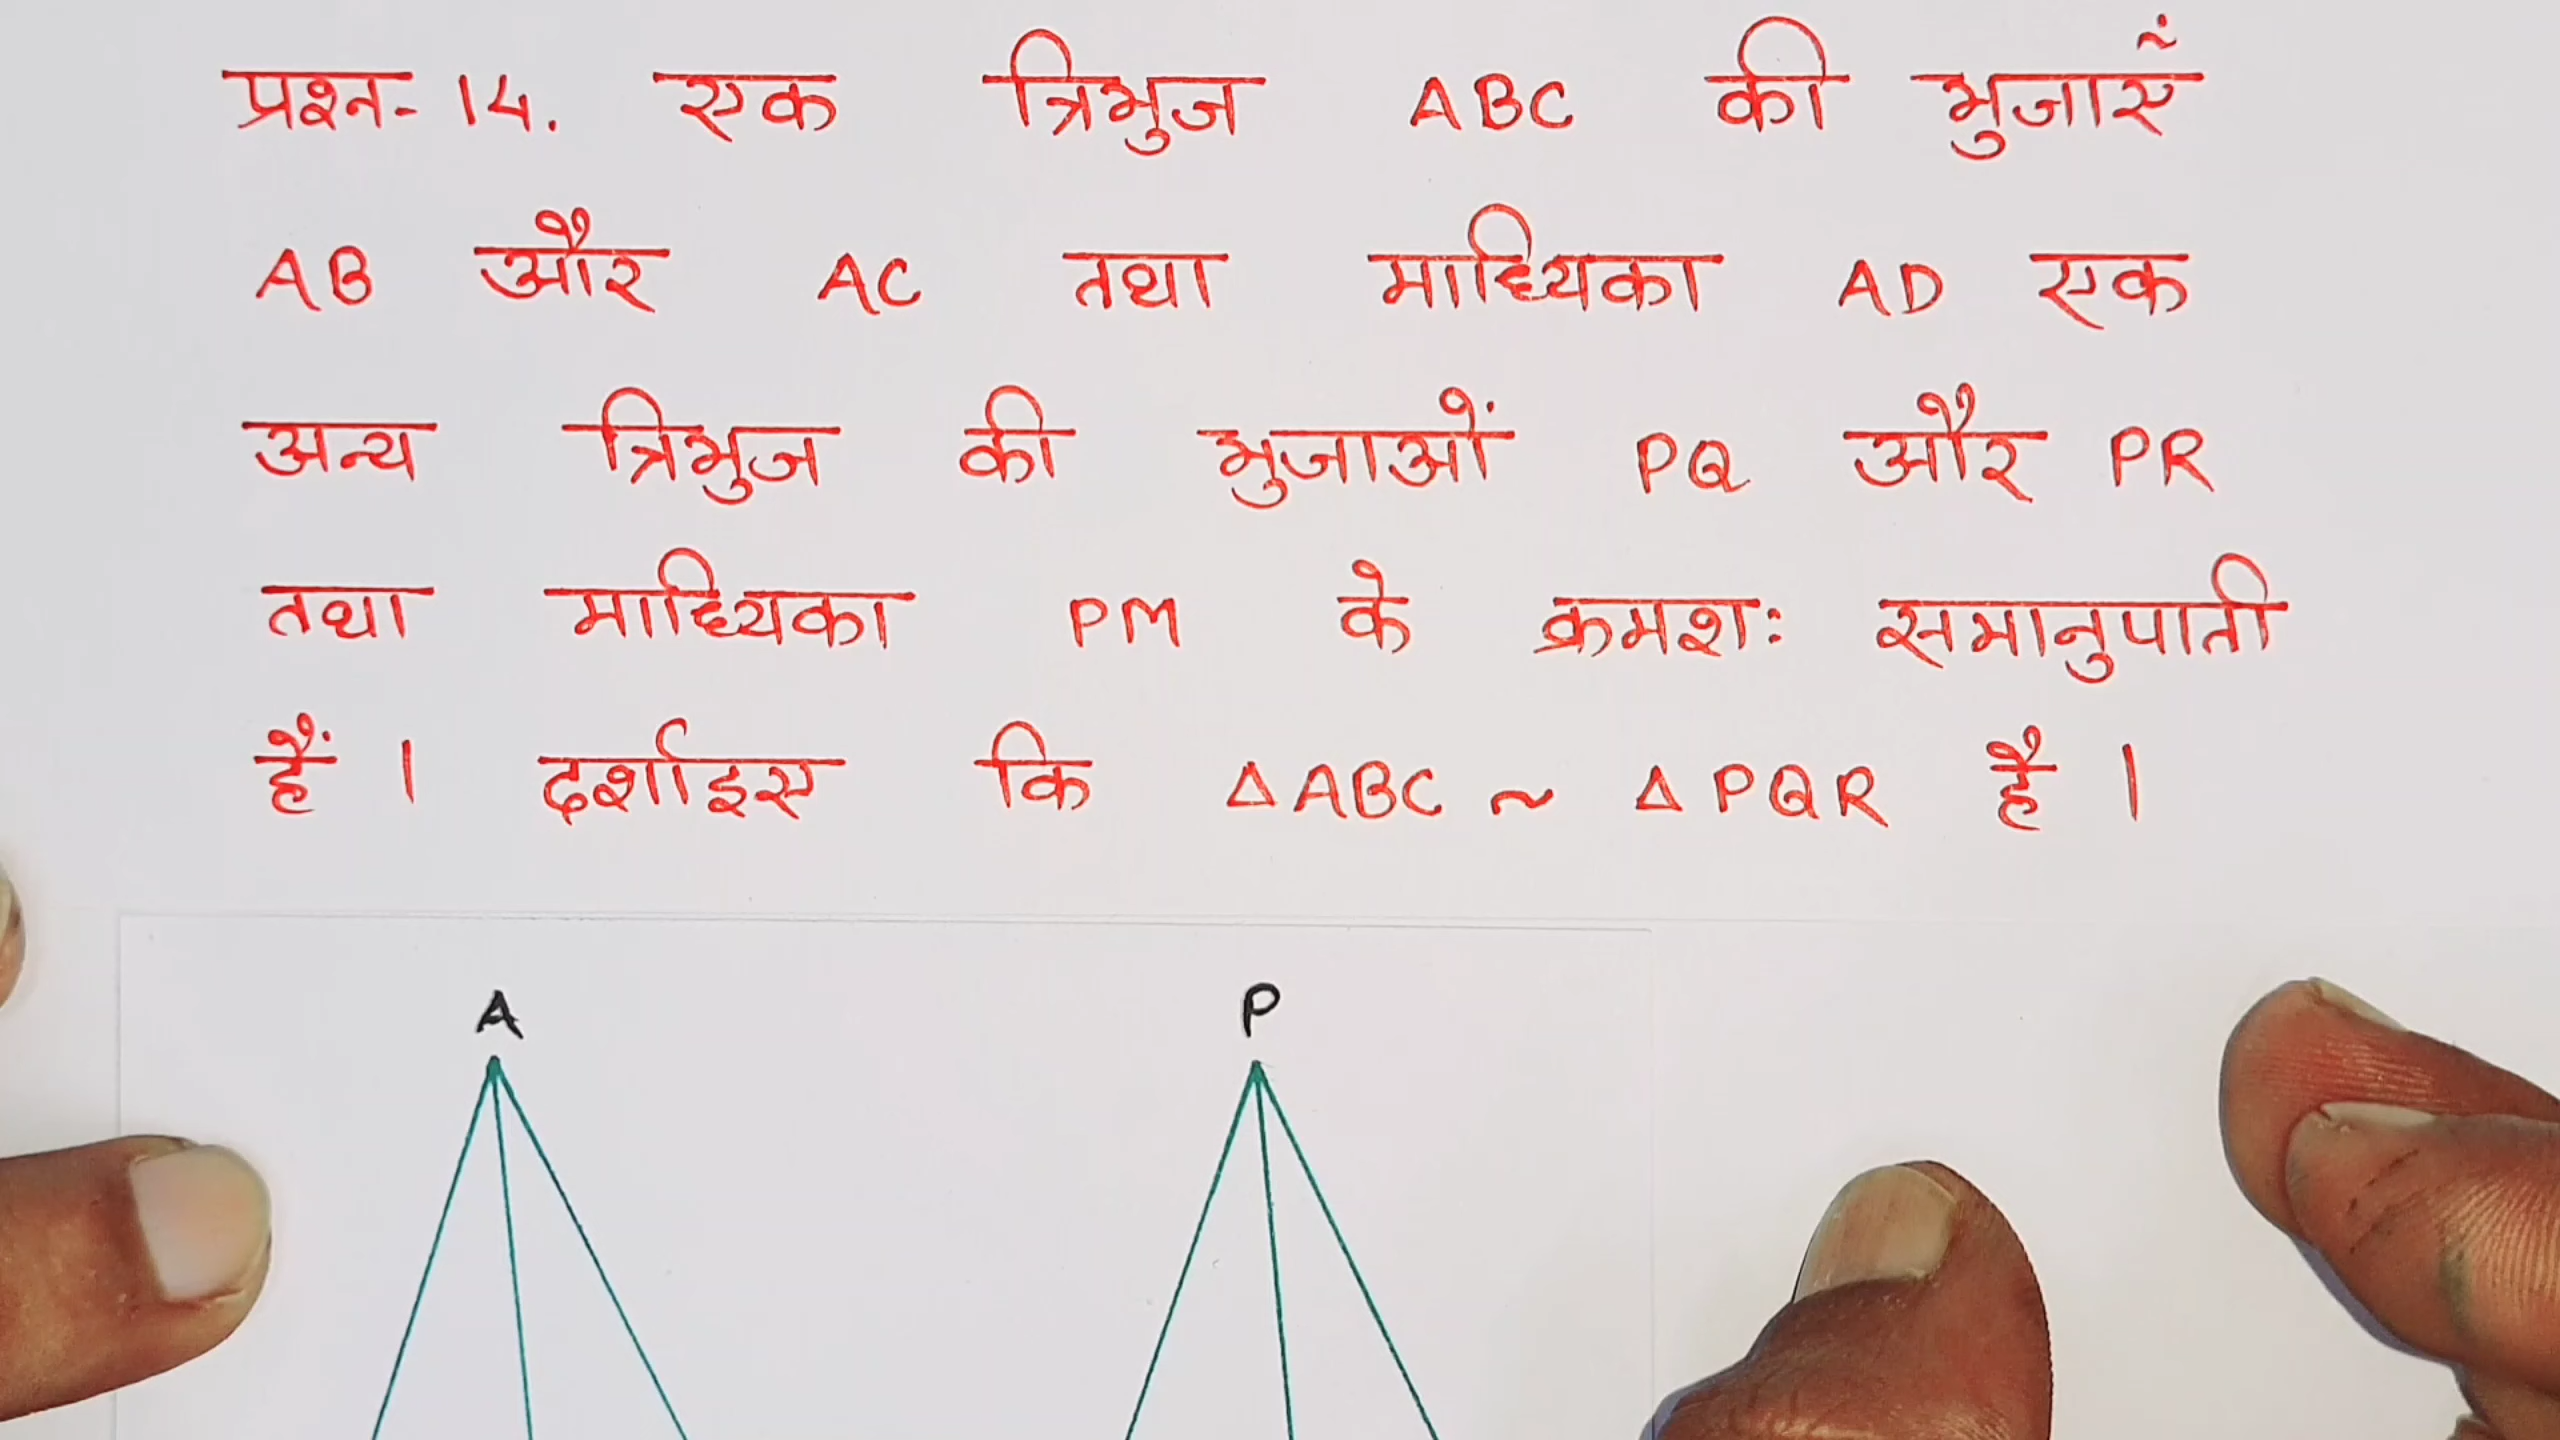 प्रश्न- 14. एक त्रिभुज ABC की भुजाएँ
AB और AC तथा माध्यिका AD एक
अन्य त्रिभुज की भुजाओं PQ और PR
तथा माध्यिका PM के क्रमशः समानुपाती
हैं । दर्शाइए कि ΔABC ~ ΔPQR है ।
A P